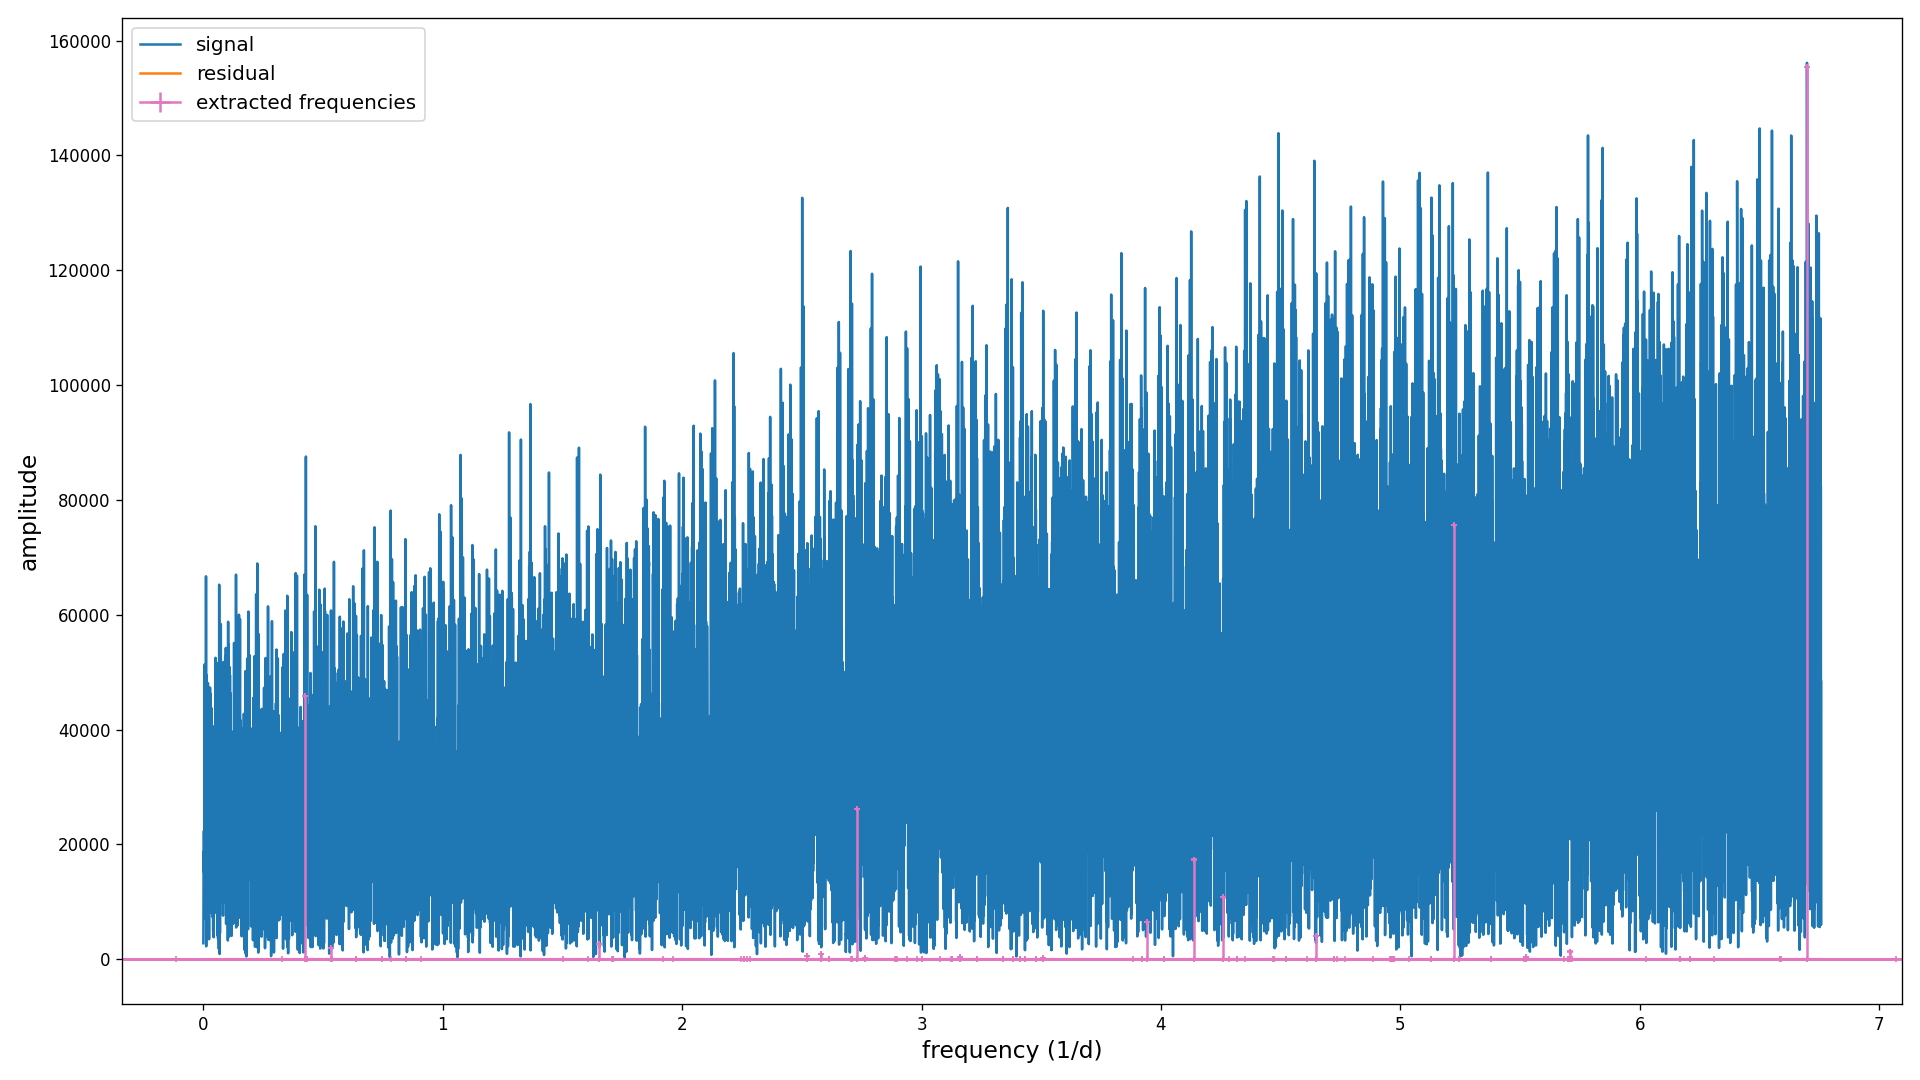 signal
residual
extracted frequencies
160000
140000
120000
100000
80000
60000
40000
20000
0
amplitude
0 1 2 3 4 5 6 7
frequency (1/d)